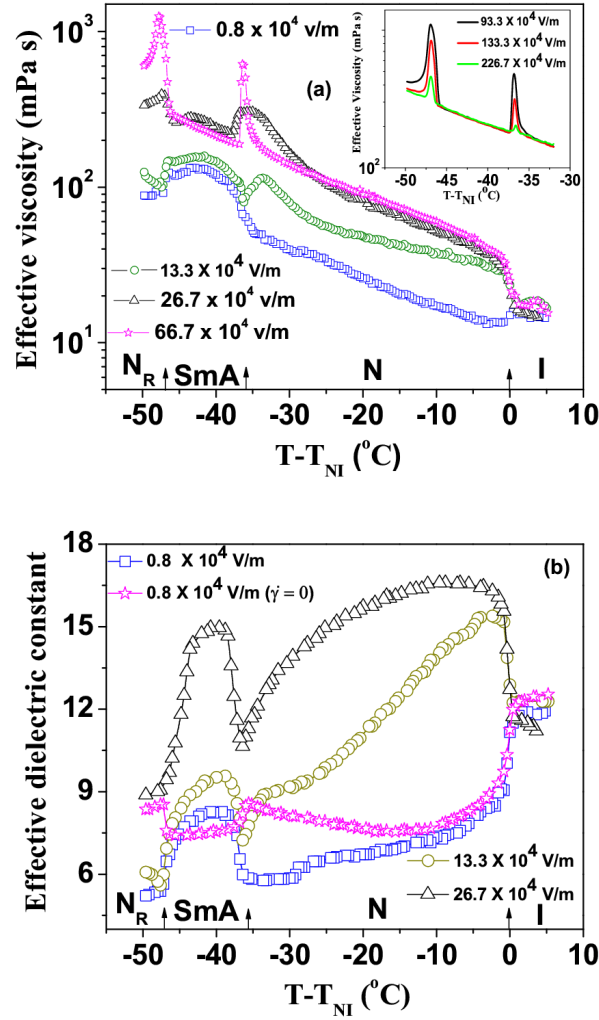 0.8 x 10⁴ v/m
(a)
93.3 X 10⁴ V/m
133.3 X 10⁴ V/m
226.7 X 10⁴ V/m
Effective Viscosity (mPa s)
10²
-50 -45 -40 -35 -30
T-T_NI (°C)
Effective viscosity (mPa s)
10³
10²
10¹
13.3 X 10⁴ V/m
26.7 x 10⁴ v/m
66.7 x 10⁴ v/m
N_R SmA N I
-50 -40 -30 -20 -10 0 10
T-T_NI (°C)
Effective dielectric constant
18
15
12
9
6
0.8 X 10⁴ V/m
0.8 X 10⁴ V/m (γ̇ = 0)
(b)
13.3 X 10⁴ V/m
26.7 X 10⁴ V/m
N_R SmA N I
-50 -40 -30 -20 -10 0 10
T-T_NI (°C)